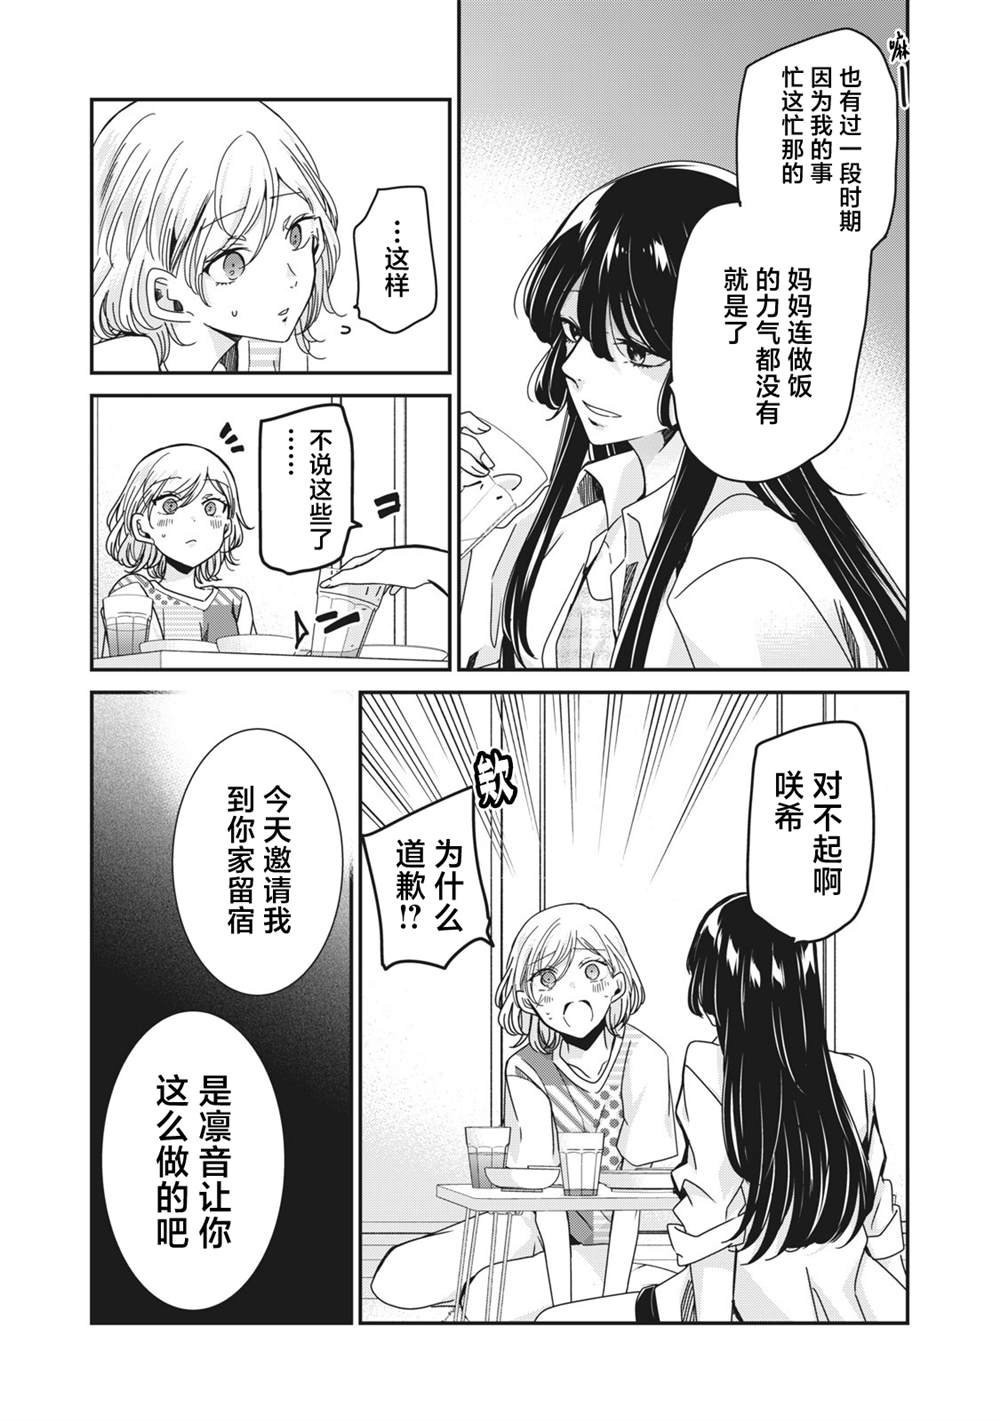 嘛
也有过一段时期
因为我的事
忙这忙那的
妈妈连做饭
的力气都没有
就是了
…这样
不说这些了
……
对不起啊
咲希
欸
为什么
道歉!?
今天邀请我
到你家留宿
是凛音让你
这么做的吧